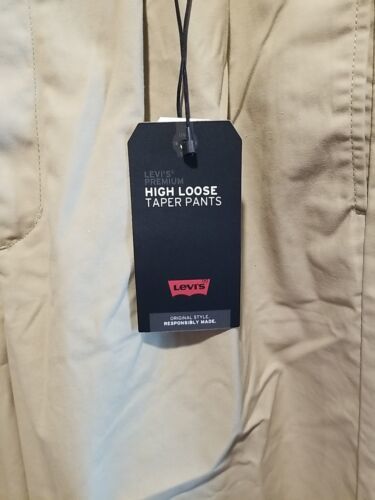 LEVI'S®
PREMIUM
HIGH LOOSE
TAPER PANTS
Levi's
ORIGINAL STYLE.
RESPONSIBLY MADE.